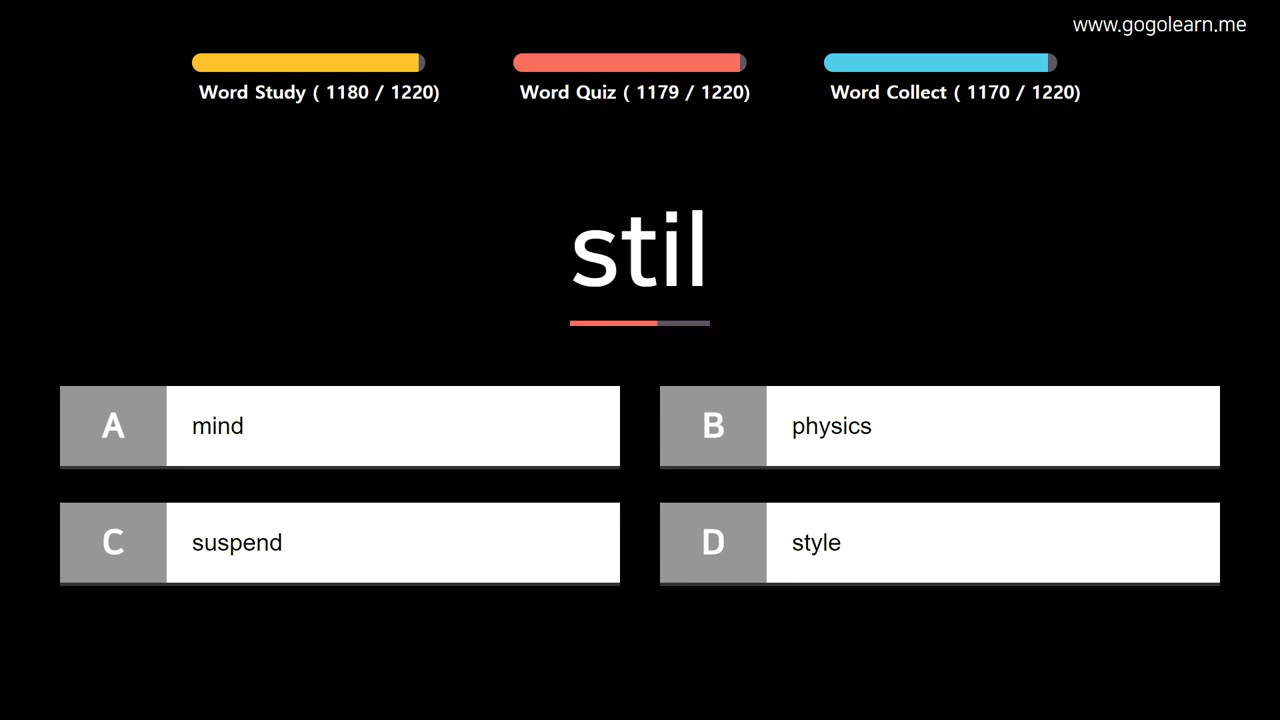 www.gogolearn.me
Word Study ( 1180 / 1220)
Word Quiz ( 1179 / 1220)
Word Collect ( 1170 / 1220)
stil
A mind
B physics
C suspend
D style